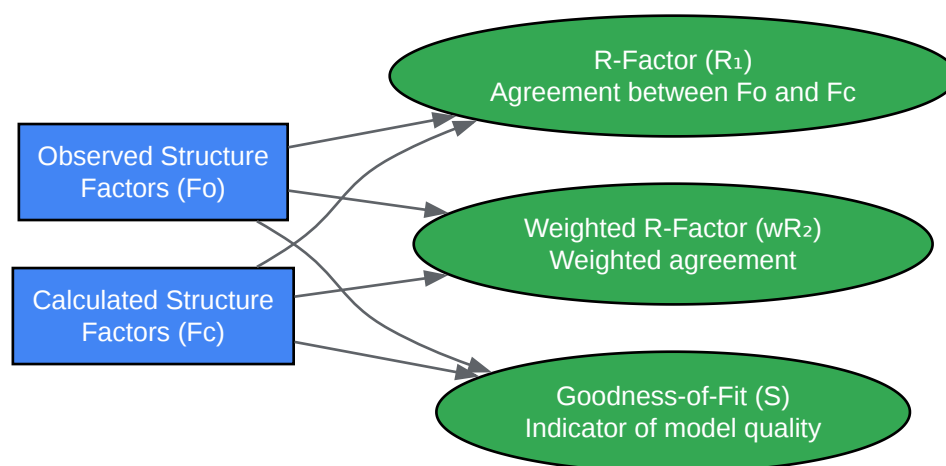 R-Factor (R₁)
Agreement between Fo and Fc
Observed Structure
Factors (Fo)
Weighted R-Factor (wR₂)
Weighted agreement
Calculated Structure
Factors (Fc)
Goodness-of-Fit (S)
Indicator of model quality